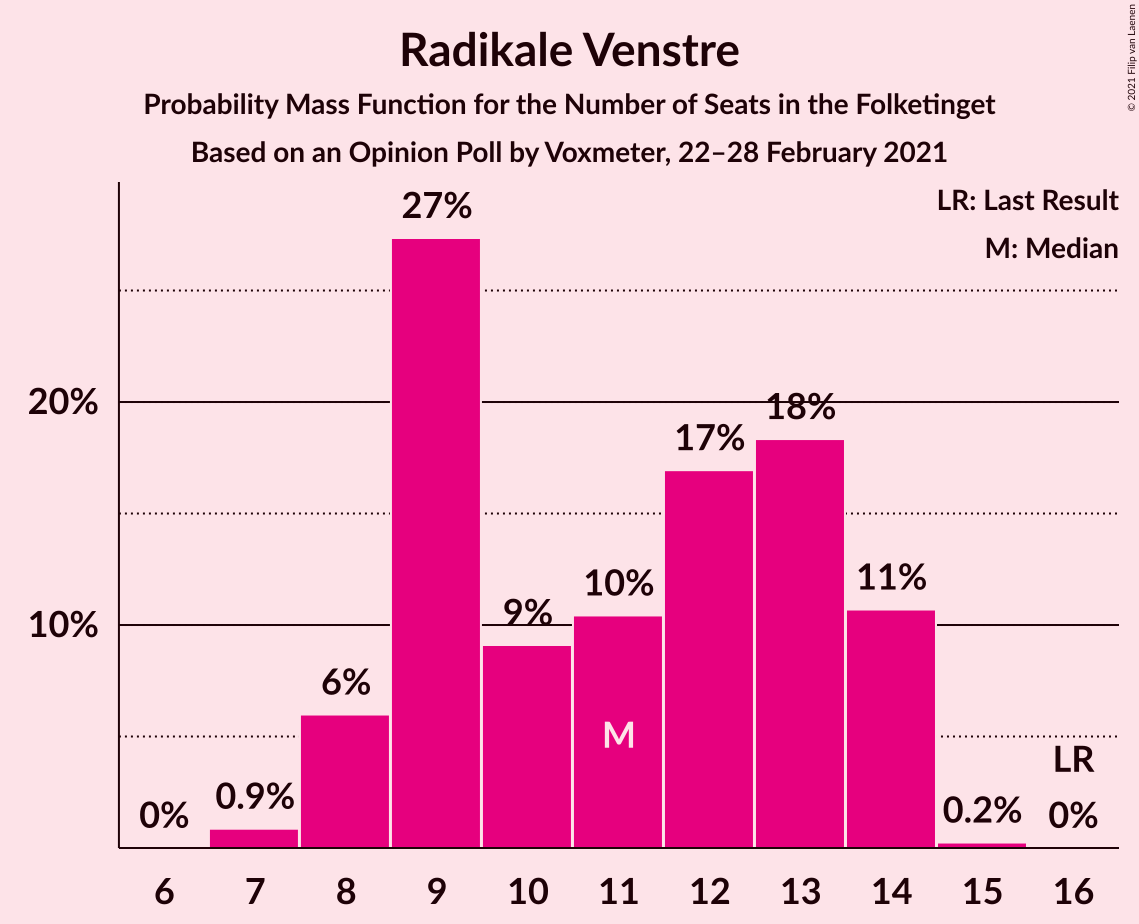 Radikale Venstre
Probability Mass Function for the Number of Seats in the Folketinget
Based on an Opinion Poll by Voxmeter, 22–28 February 2021
© 2021 Filip van Laenen
LR: Last Result
M: Median
27%
20%
18%
17%
11%
10%
9%
10%
6%
M
LR
0%
0.9%
0.2%
0%
6 7 8 9 10 11 12 13 14 15 16